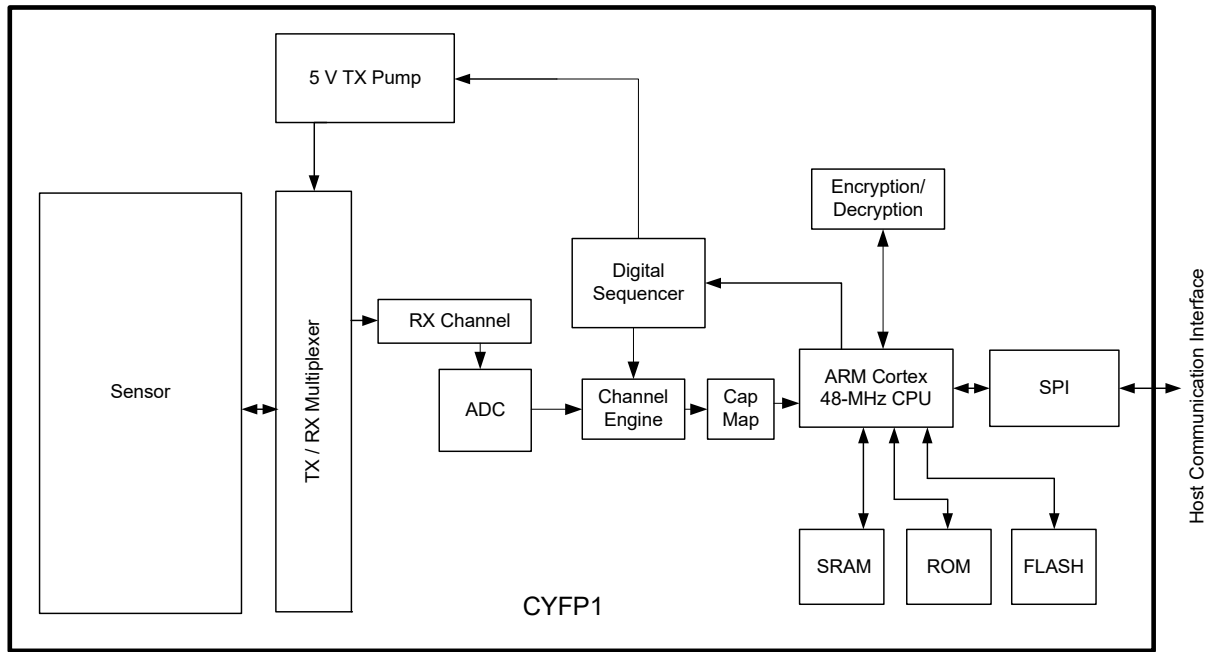 5 V TX Pump
Encryption/
Decryption
Digital
Sequencer
Sensor
TX / RX Multiplexer
RX Channel
ADC
Channel
Engine
Cap
Map
ARM Cortex
48-MHz CPU
SPI
Host Communication Interface
SRAM
ROM
FLASH
CYFP1